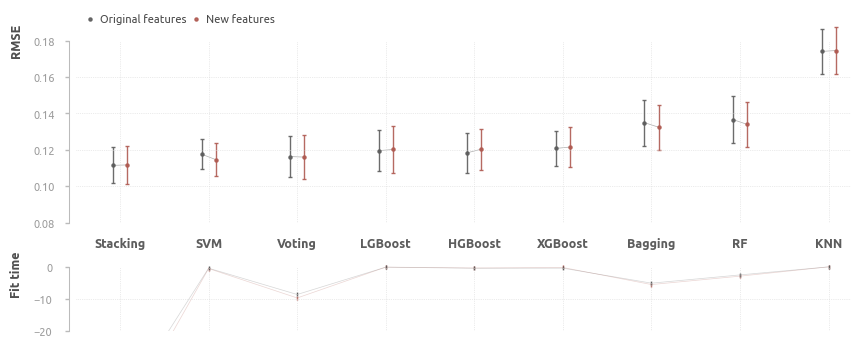 Original features New features
RMSE
0.18
0.16
0.14
0.12
0.10
0.08
Stacking SVM Voting LGBoost HGBoost XGBoost Bagging RF KNN
Fit time
0
−10
−20